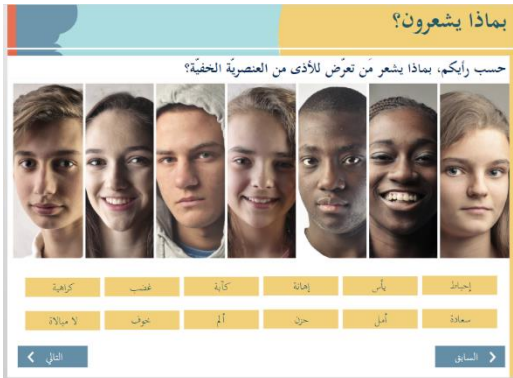 بماذا يشعرون؟
حسب رأيكم، بماذا يشعر مَن تعرّض للأذى من العنصريّة الخفيّة؟
إحباط يأس إهانة كآبة غضب كراهية
سعادة أمل حزن ألم خوف لا مبالاة
السابق التالي